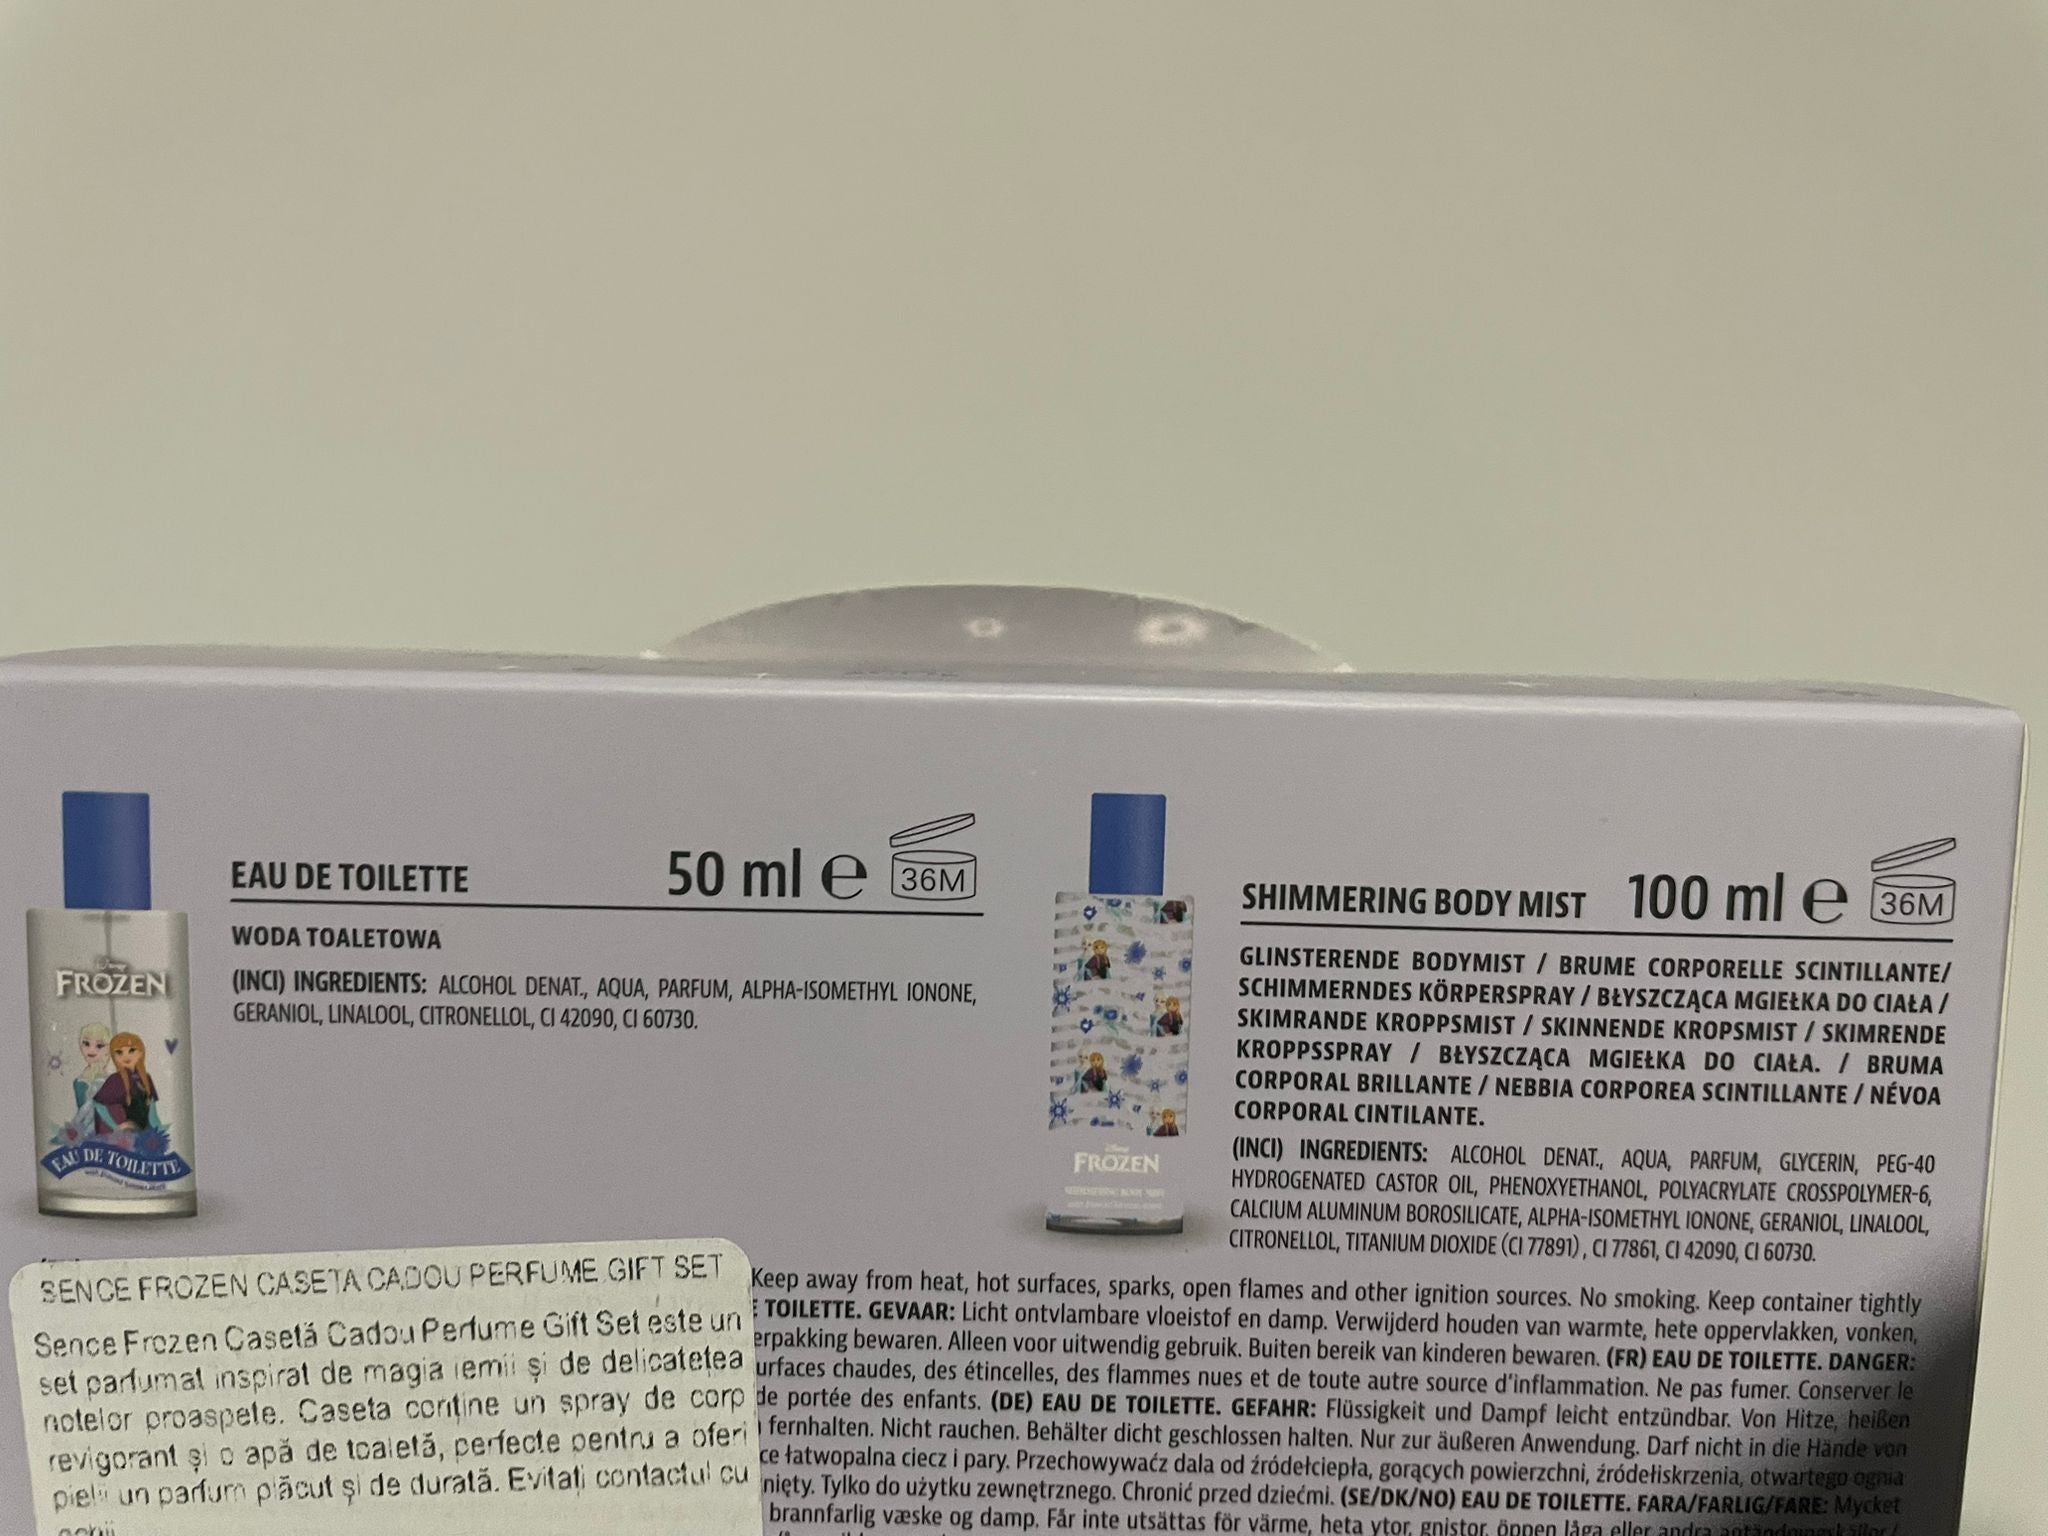 EAU DE TOILETTE 50 ml e 36M
WODA TOALETOWA
(INCI) INGREDIENTS: ALCOHOL DENAT., AQUA, PARFUM, ALPHA-ISOMETHYL IONONE,
GERANIOL, LINALOOL, CITRONELLOL, CI 42090, CI 60730.
Disney
FROZEN
EAU DE TOILETTE
SHIMMERING BODY MIST 100 ml e 36M
GLINSTERENDE BODYMIST / BRUME CORPORELLE SCINTILLANTE/
SCHIMMERNDES KÖRPERSPRAY / BŁYSZCZĄCA MGIEŁKA DO CIAŁA /
SKIMRANDE KROPPSMIST / SKINNENDE KROPSMIST / SKIMRENDE
KROPPSSPRAY / BŁYSZCZĄCA MGIEŁKA DO CIAŁA. / BRUMA
CORPORAL BRILLANTE / NEBBIA CORPOREA SCINTILLANTE / NÉVOA
CORPORAL CINTILANTE.
(INCI) INGREDIENTS: ALCOHOL DENAT., AQUA, PARFUM, GLYCERIN, PEG-40
HYDROGENATED CASTOR OIL, PHENOXYETHANOL, POLYACRYLATE CROSSPOLYMER-6,
CALCIUM ALUMINUM BOROSILICATE, ALPHA-ISOMETHYL IONONE, GERANIOL, LINALOOL,
CITRONELLOL, TITANIUM DIOXIDE (CI 77891), CI 77861, CI 42090, CI 60730.
Disney
FROZEN
SHIMMERING BODY MIST
SENCE FROZEN CASETA CADOU PERFUME GIFT SET
Sence Frozen Casetă Cadou Perfume Gift Set este un
set parfumat inspirat de magia iernii și de delicatețea
notelor proaspete. Caseta conține un spray de corp
revigorant și o apă de toaletă, perfecte pentru a oferi
pielii un parfum plăcut și de durată. Evitați contactul cu
ochii
Keep away from heat, hot surfaces, sparks, open flames and other ignition sources. No smoking. Keep container tightly
E TOILETTE. GEVAAR: Licht ontvlambare vloeistof en damp. Verwijderd houden van warmte, hete oppervlakken, vonken,
erpakking bewaren. Alleen voor uitwendig gebruik. Buiten bereik van kinderen bewaren. (FR) EAU DE TOILETTE. DANGER:
urfaces chaudes, des étincelles, des flammes nues et de toute autre source d'inflammation. Ne pas fumer. Conserver le
de portée des enfants. (DE) EAU DE TOILETTE. GEFAHR: Flüssigkeit und Dampf leicht entzündbar. Von Hitze, heißen
fernhalten. Nicht rauchen. Behälter dicht geschlossen halten. Nur zur äußeren Anwendung. Darf nicht in die Hände von
ce łatwopalna ciecz i pary. Przechowywać dala od źródełciepła, gorących powierzchni, źródełiskrzenia, otwartego ognia
nięty. Tylko do użytku zewnętrznego. Chronić przed dziećmi. (SE/DK/NO) EAU DE TOILETTE. FARA/FARLIG/FARE: Mycket
brannfarlig væske og damp. Får inte utsättas för värme, heta ytor, gnistor, öppen låga eller andra antändningskällor